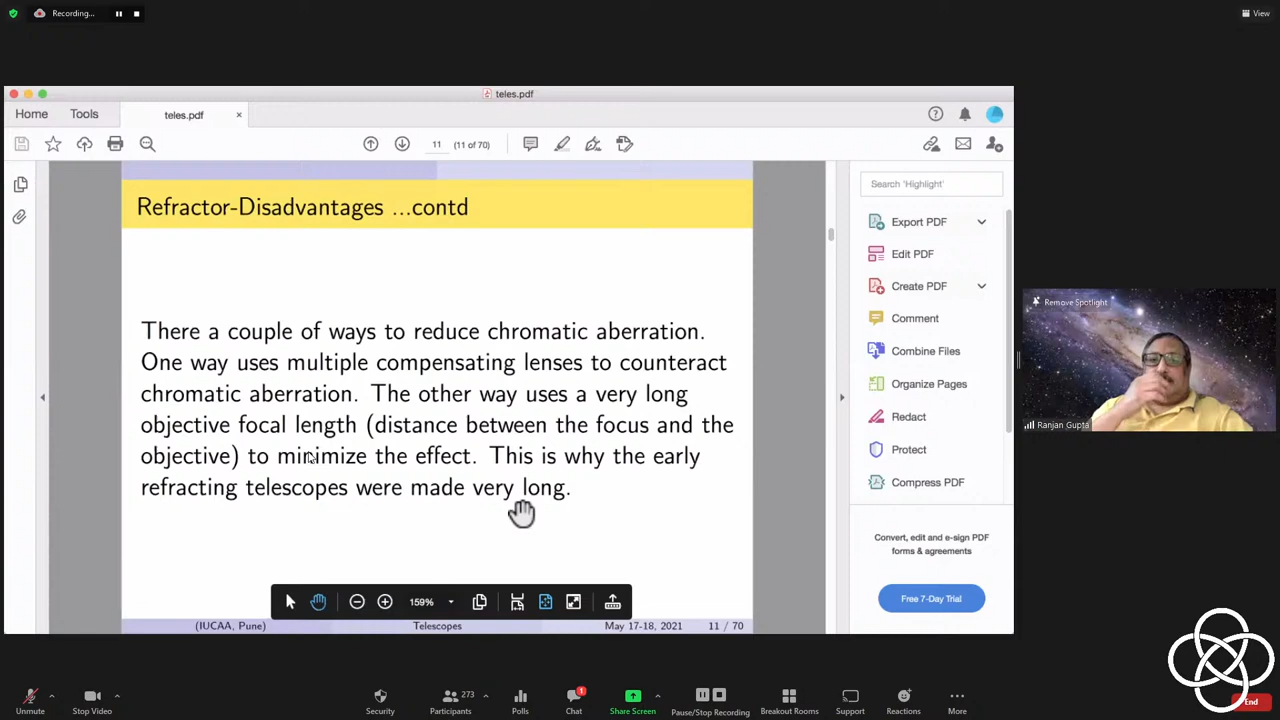 Recording...
View
teles.pdf
Home
Tools
teles.pdf
11
(11 of 70)
Refractor-Disadvantages ...contd
There a couple of ways to reduce chromatic aberration.
One way uses multiple compensating lenses to counteract
chromatic aberration. The other way uses a very long
objective focal length (distance between the focus and the
objective) to minimize the effect. This is why the early
refracting telescopes were made very long.
159%
(IUCAA, Pune)
Telescopes
May 17-18, 2021
11 / 70
Search 'Highlight'
Export PDF
Edit PDF
Create PDF
Comment
Combine Files
Organize Pages
Redact
Protect
Compress PDF
Convert, edit and e-sign PDF
forms & agreements
Free 7-Day Trial
Remove Spotlight
Ranjan Gupta
Unmute
Stop Video
Security
273
Participants
Polls
1
Chat
Share Screen
Pause/Stop Recording
Breakout Rooms
Support
Reactions
More
End